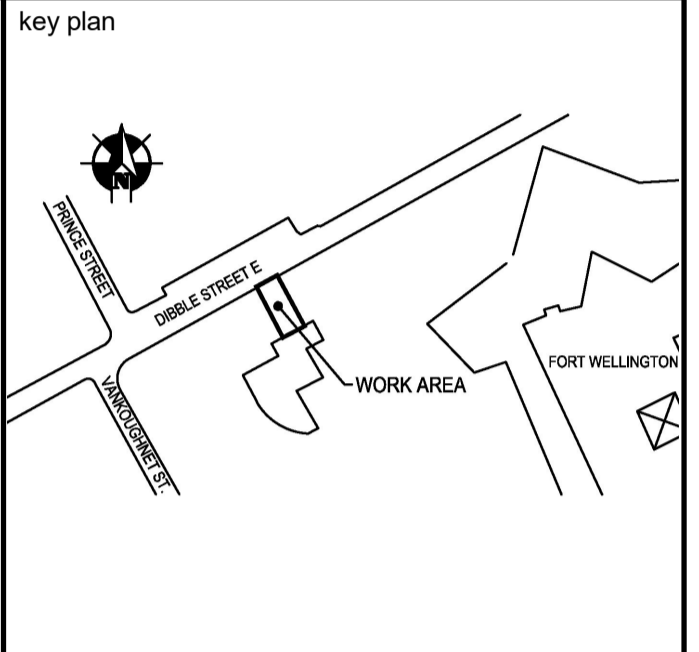 key plan
N
PRINCE STREET
DIBBLE STREET E
FORT WELLINGTON
WORK AREA
VANKOUGHNET ST.